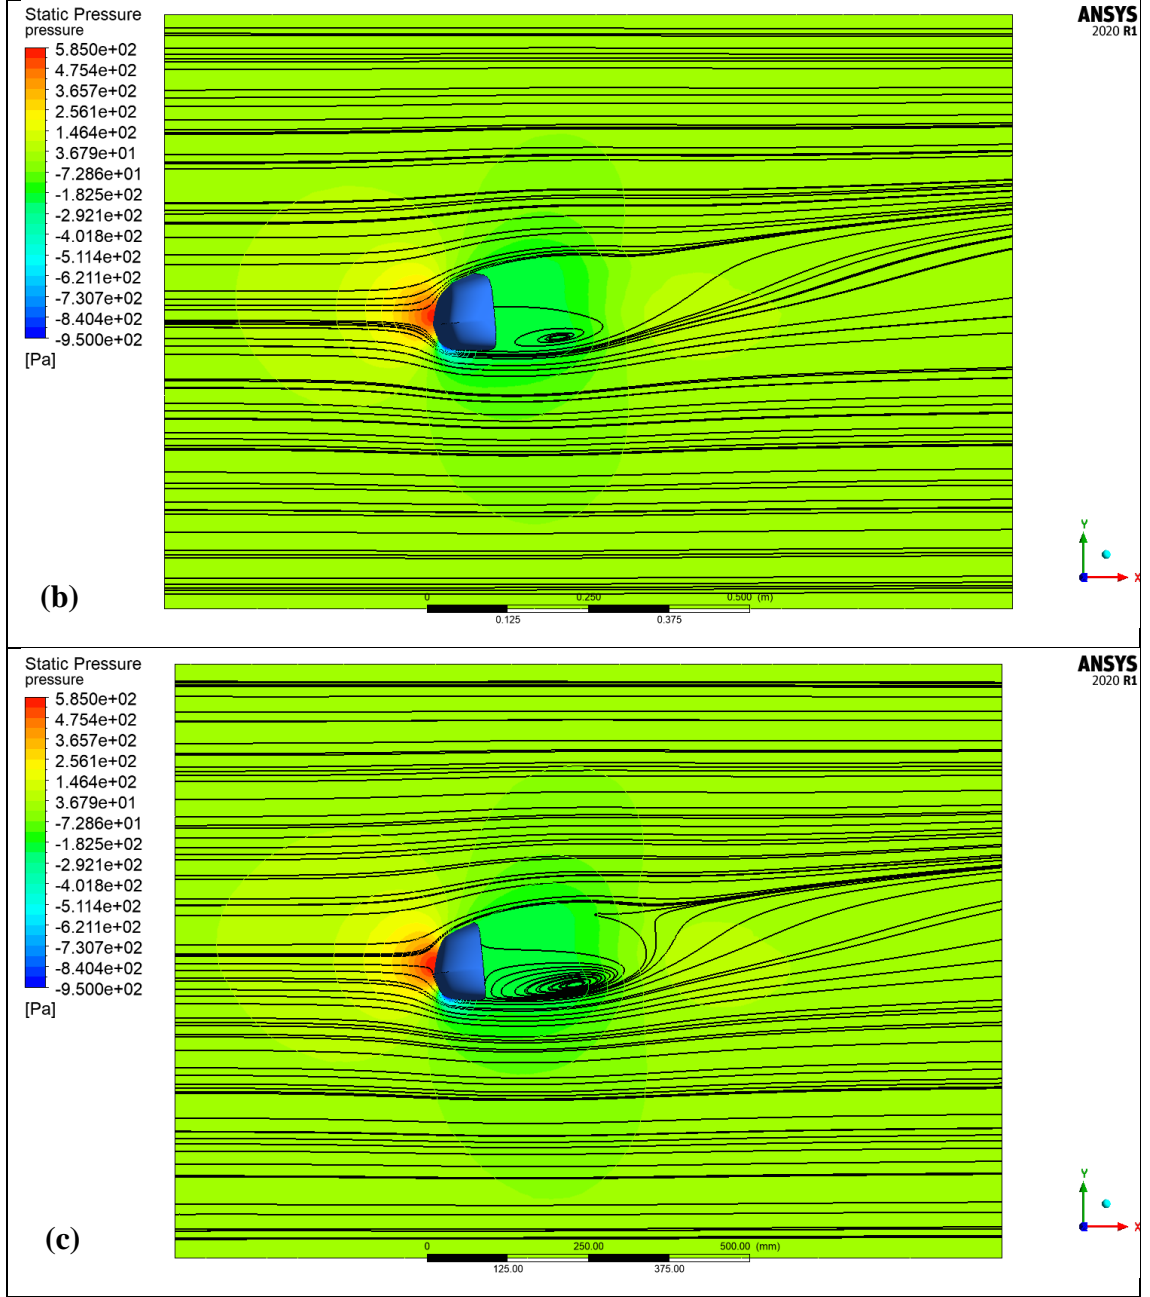 Static Pressure
pressure
5.850e+02
4.754e+02
3.657e+02
2.561e+02
1.464e+02
3.679e+01
-7.286e+01
-1.825e+02
-2.921e+02
-4.018e+02
-5.114e+02
-6.211e+02
-7.307e+02
-8.404e+02
-9.500e+02
[Pa]
ANSYS
2020 R1
Y
X
0 0.250 0.500 (m)
0.125 0.375
(b)
Static Pressure
pressure
5.850e+02
4.754e+02
3.657e+02
2.561e+02
1.464e+02
3.679e+01
-7.286e+01
-1.825e+02
-2.921e+02
-4.018e+02
-5.114e+02
-6.211e+02
-7.307e+02
-8.404e+02
-9.500e+02
[Pa]
ANSYS
2020 R1
Y
X
0 250.00 500.00 (mm)
125.00 375.00
(c)